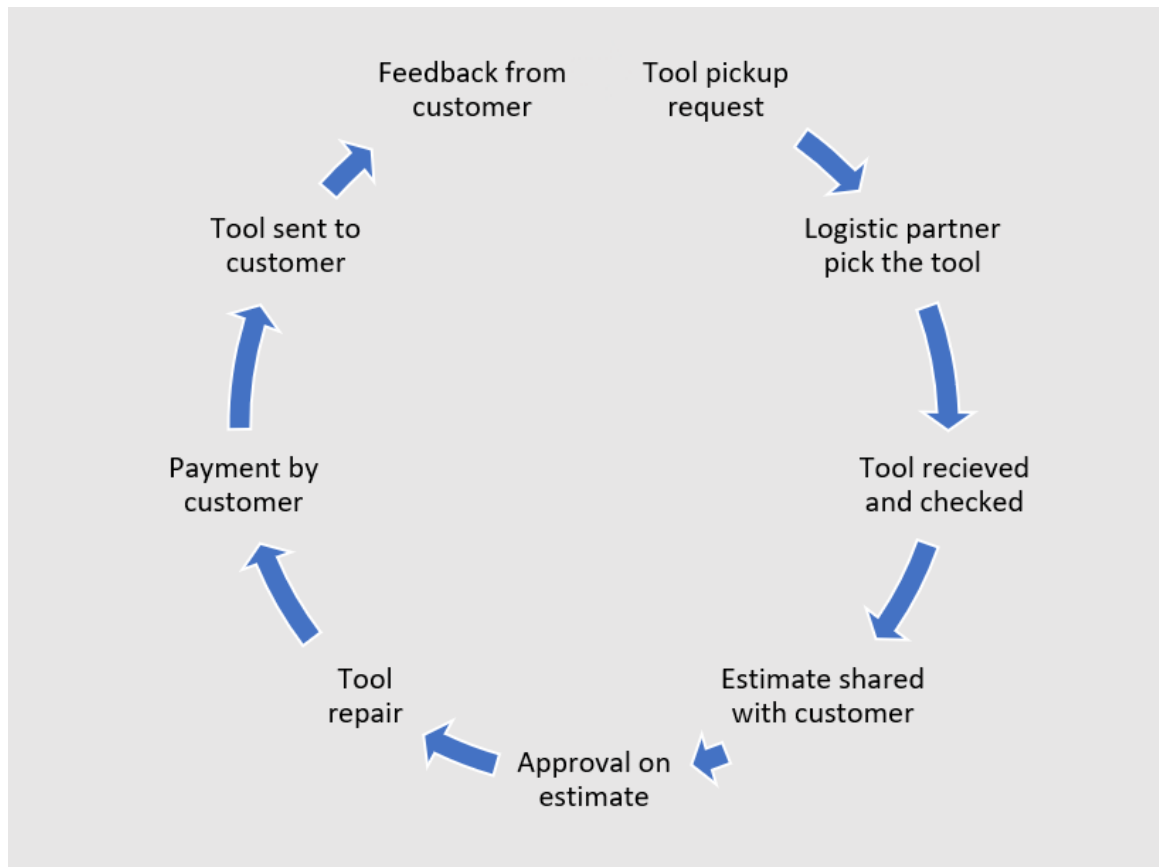 Tool pickup
request
Logistic partner
pick the tool
Tool recieved
and checked
Estimate shared
with customer
Approval on
estimate
Tool
repair
Payment by
customer
Tool sent to
customer
Feedback from
customer